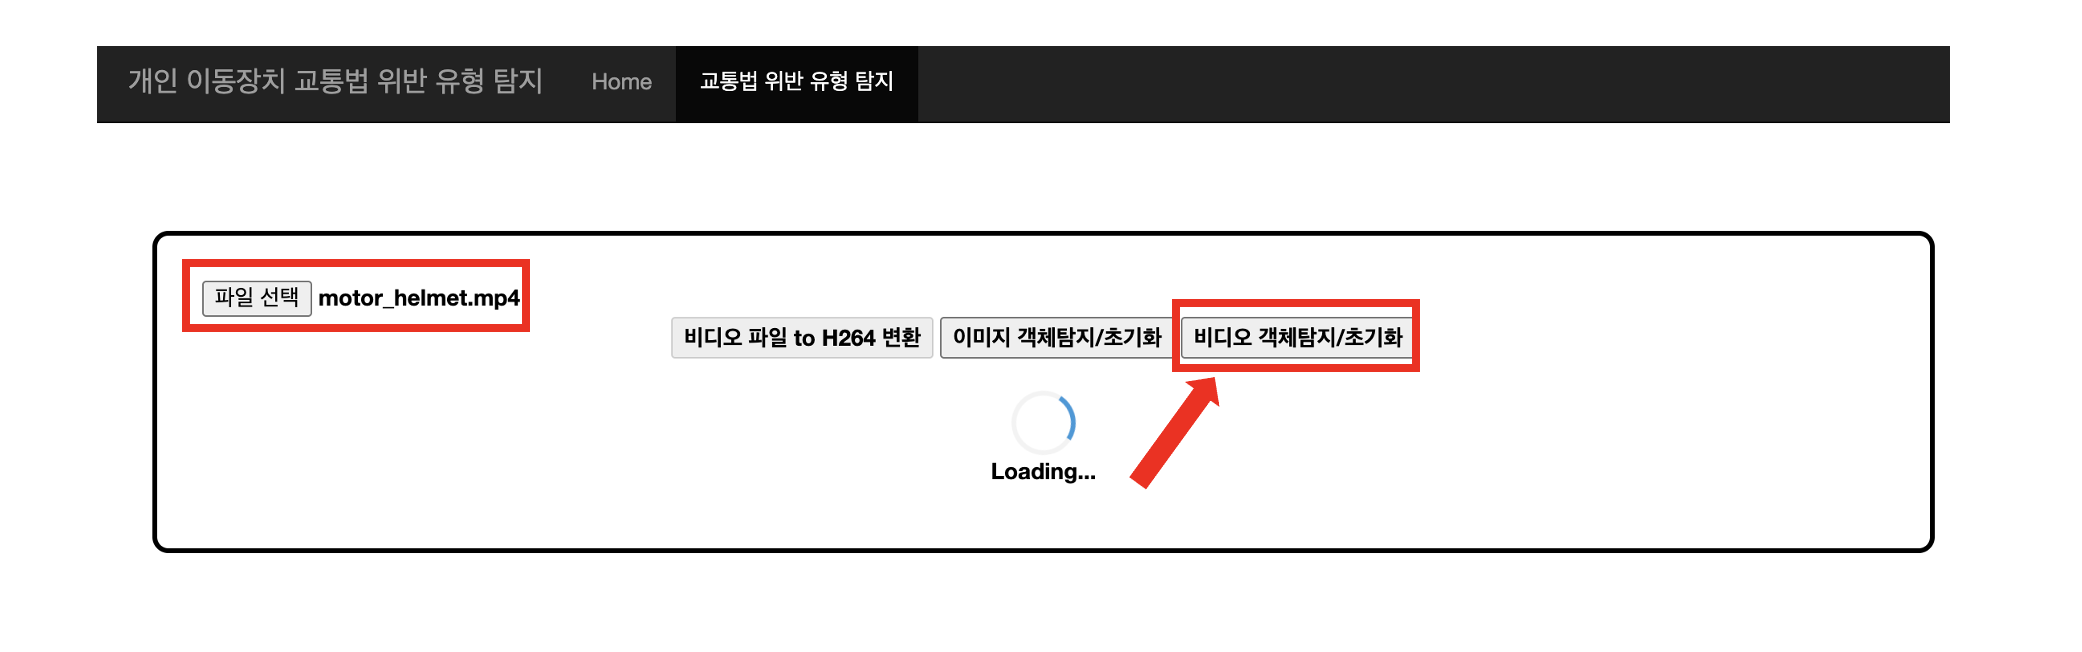 개인 이동장치 교통법 위반 유형 탐지 Home 교통법 위반 유형 탐지
파일 선택 motor_helmet.mp4
비디오 파일 to H264 변환 이미지 객체탐지/초기화 비디오 객체탐지/초기화
Loading...